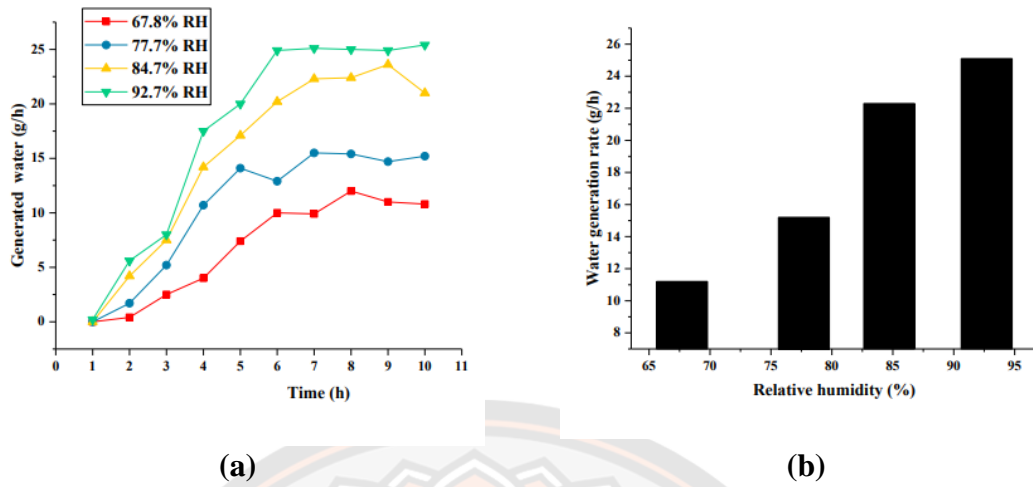 67.8% RH
77.7% RH
84.7% RH
92.7% RH
Generated water (g/h)
25
20
15
10
5
0
0 1 2 3 4 5 6 7 8 9 10 11
Time (h)
(a)
Water generation rate (g/h)
26
24
22
20
18
16
14
12
10
8
65 70 75 80 85 90 95
Relative humidity (%)
(b)